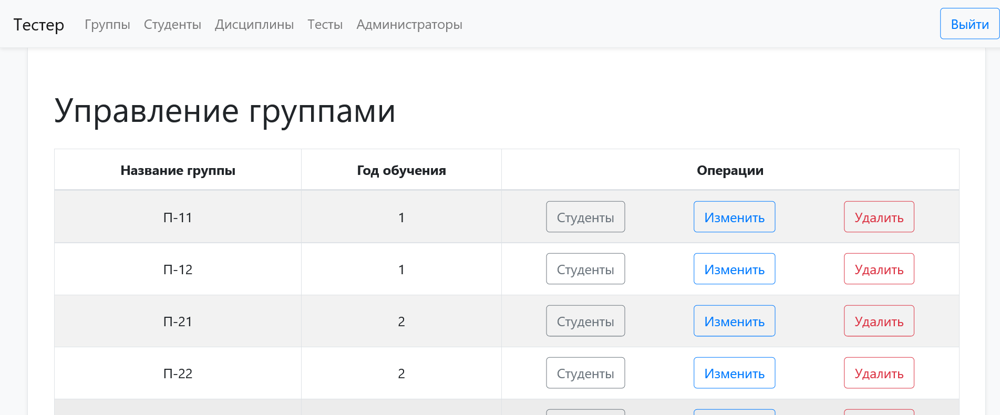 Тестер Группы Студенты Дисциплины Тесты Администраторы Выйти
Управление группами
Название группы Год обучения Операции
П-11 1 Студенты Изменить Удалить
П-12 1 Студенты Изменить Удалить
П-21 2 Студенты Изменить Удалить
П-22 2 Студенты Изменить Удалить